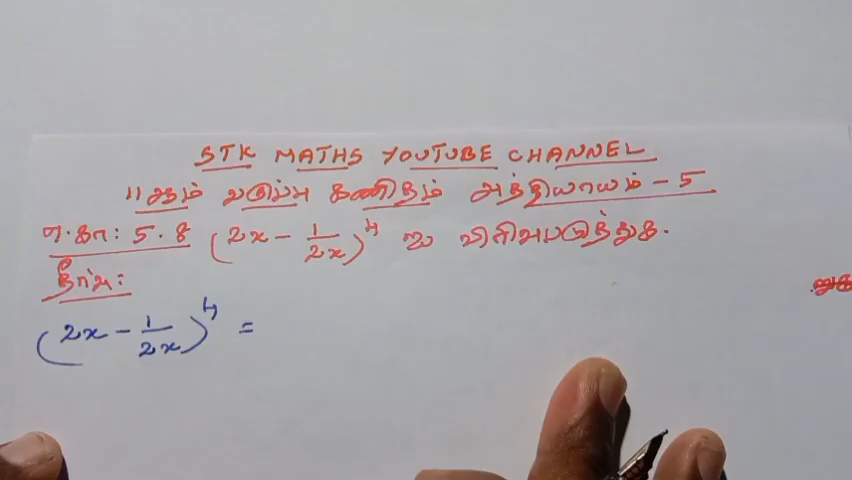 STK MATHS YOUTUBE CHANNEL
11 ஆம் வகுப்பு கணிதம் அத்தியாயம் - 5
எ.கா: 5.8 (2x - 1/2x)^4 ஐ விரிவுபடுத்துக.
தீர்வு:
(2x - 1/2x)^4 =